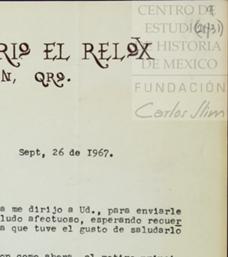 CENTRO DE
ESTUDIOS
DE HISTORIA
DE MEXICO
FUNDACIÓN
Carlos Slim
RIO EL RELOX
N, QRO.
Sept, 26 de 1967.
a me dirijo a Ud., para enviarle
ludo afectuoso, esperando recuer
a que tuve el gusto de saludarlo